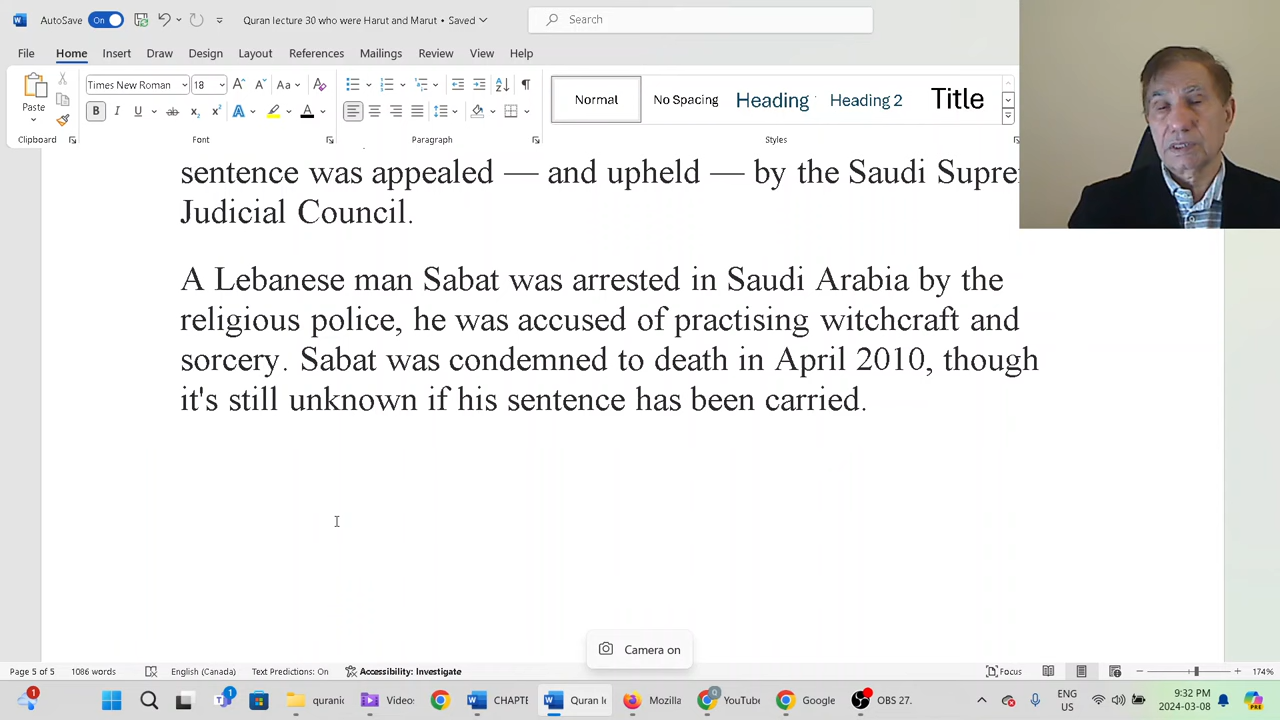 AutoSave On Quran lecture 30 who were Harut and Marut • Saved Search
File Home Insert Draw Design Layout References Mailings Review View Help
Paste Times New Roman 18 Aa Normal No Spacing Heading Heading 2 Title
Clipboard Font Paragraph Styles
sentence was appealed — and upheld — by the Saudi Supre
Judicial Council.
A Lebanese man Sabat was arrested in Saudi Arabia by the
religious police, he was accused of practising witchcraft and
sorcery. Sabat was condemned to death in April 2010, though
it's still unknown if his sentence has been carried.
Camera on
Page 5 of 5 1086 words English (Canada) Text Predictions: On Accessibility: Investigate Focus 174%
1 1 quranic Video: CHAPTE Quran le Mozilla YouTube Google OBS 27. ENG US 9:32 PM 2024-03-08